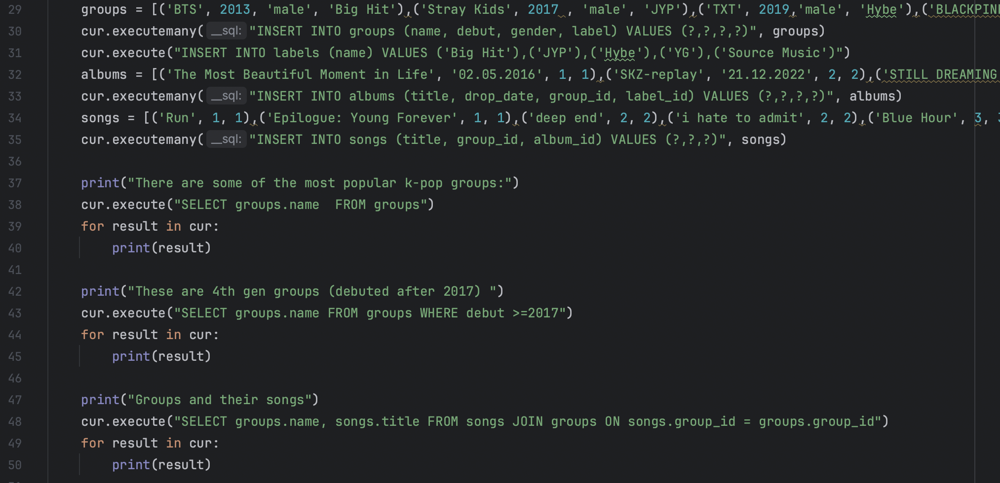 29 groups = [('BTS', 2013, 'male', 'Big Hit'),('Stray Kids', 2017 , 'male', 'JYP'),('TXT', 2019,'male', 'Hybe'),('BLACKPIN
30 cur.executemany( __sql: "INSERT INTO groups (name, debut, gender, label) VALUES (?,?,?,?)", groups)
31 cur.execute("INSERT INTO labels (name) VALUES ('Big Hit'),('JYP'),('Hybe'),('YG'),('Source Music')")
32 albums = [('The Most Beautiful Moment in Life', '02.05.2016', 1, 1),('SKZ-replay', '21.12.2022', 2, 2),('STILL DREAMING
33 cur.executemany( __sql: "INSERT INTO albums (title, drop_date, group_id, label_id) VALUES (?,?,?,?)", albums)
34 songs = [('Run', 1, 1),('Epilogue: Young Forever', 1, 1),('deep end', 2, 2),('i hate to admit', 2, 2),('Blue Hour', 3,
35 cur.executemany( __sql: "INSERT INTO songs (title, group_id, album_id) VALUES (?,?,?)", songs)
36
37 print("There are some of the most popular k-pop groups:")
38 cur.execute("SELECT groups.name  FROM groups")
39 for result in cur:
40 print(result)
41
42 print("These are 4th gen groups (debuted after 2017) ")
43 cur.execute("SELECT groups.name FROM groups WHERE debut >=2017")
44 for result in cur:
45 print(result)
46
47 print("Groups and their songs")
48 cur.execute("SELECT groups.name, songs.title FROM songs JOIN groups ON songs.group_id = groups.group_id")
49 for result in cur:
50 print(result)